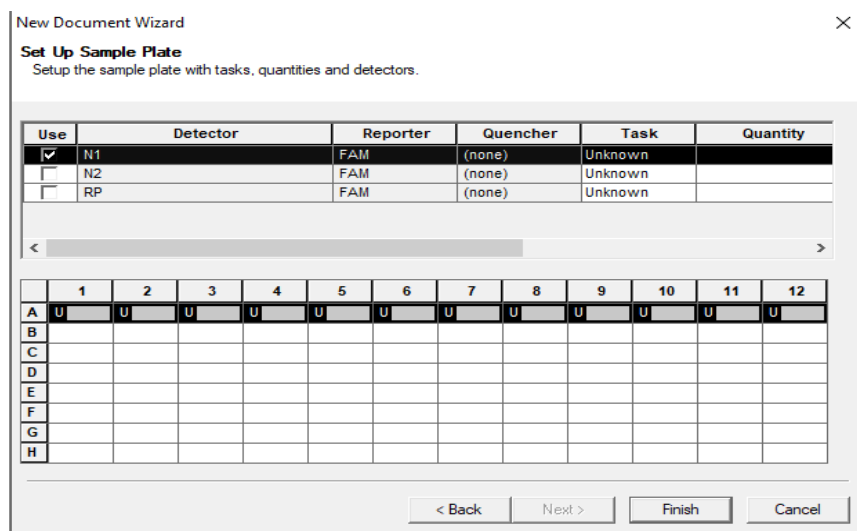 New Document Wizard
Set Up Sample Plate
Setup the sample plate with tasks, quantities and detectors.
Use Detector Reporter Quencher Task Quantity
N1 FAM (none) Unknown
N2 FAM (none) Unknown
RP FAM (none) Unknown
1 2 3 4 5 6 7 8 9 10 11 12
A U U U U U U U U U U U U
B
C
D
E
F
G
H
< Back Next > Finish Cancel